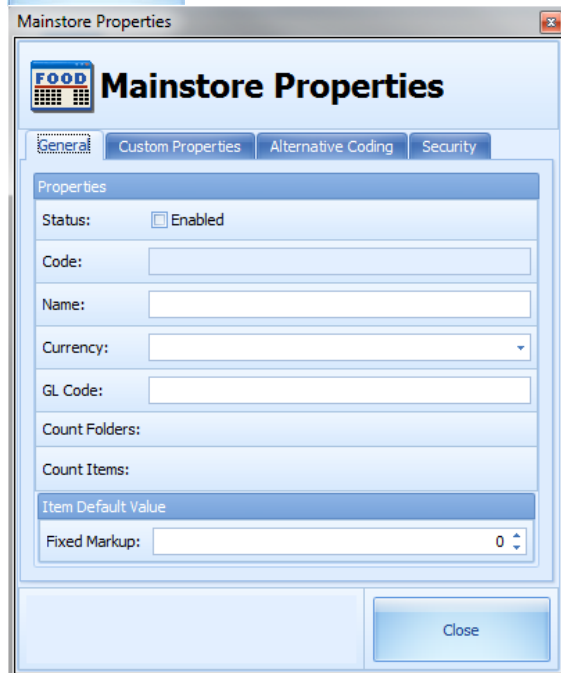 Mainstore Properties
FOOD
Mainstore Properties
General Custom Properties Alternative Coding Security
Properties
Status: Enabled
Code:
Name:
Currency:
GL Code:
Count Folders:
Count Items:
Item Default Value
Fixed Markup: 0
Close